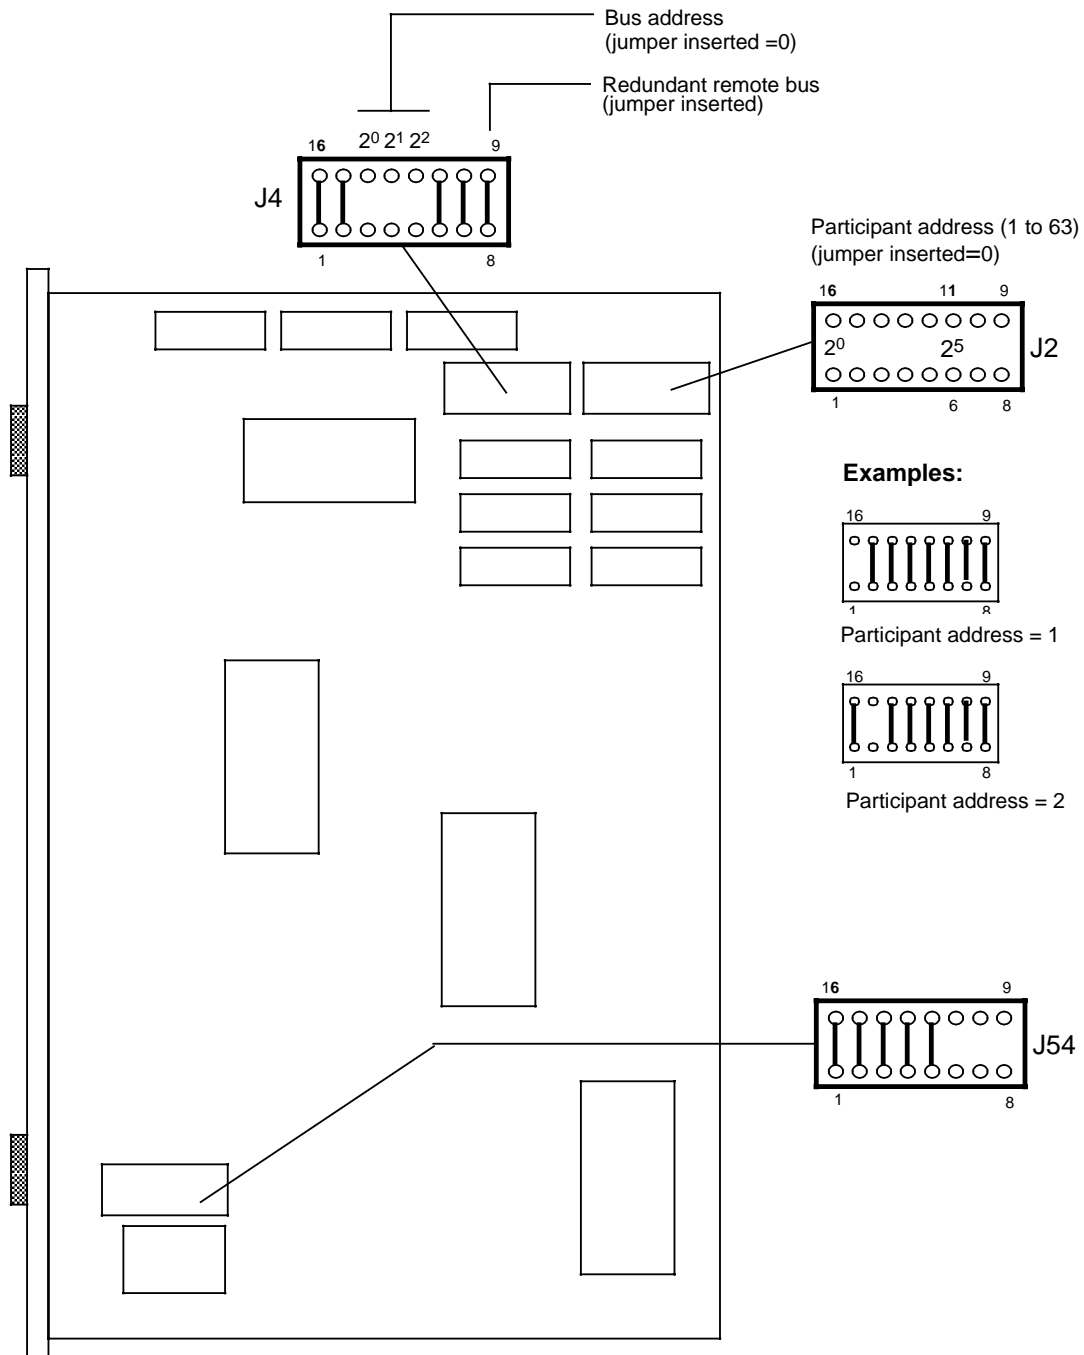 Bus address
(jumper inserted =0)
Redundant remote bus
(jumper inserted)
16 2⁰ 2¹ 2² 9
J4
1 8
Participant address (1 to 63)
(jumper inserted=0)
16 11 9
2⁰ 2⁵ J2
1 6 8
Examples:
16 9
1 8
Participant address = 1
16 9
1 8
Participant address = 2
16 9
J54
1 8